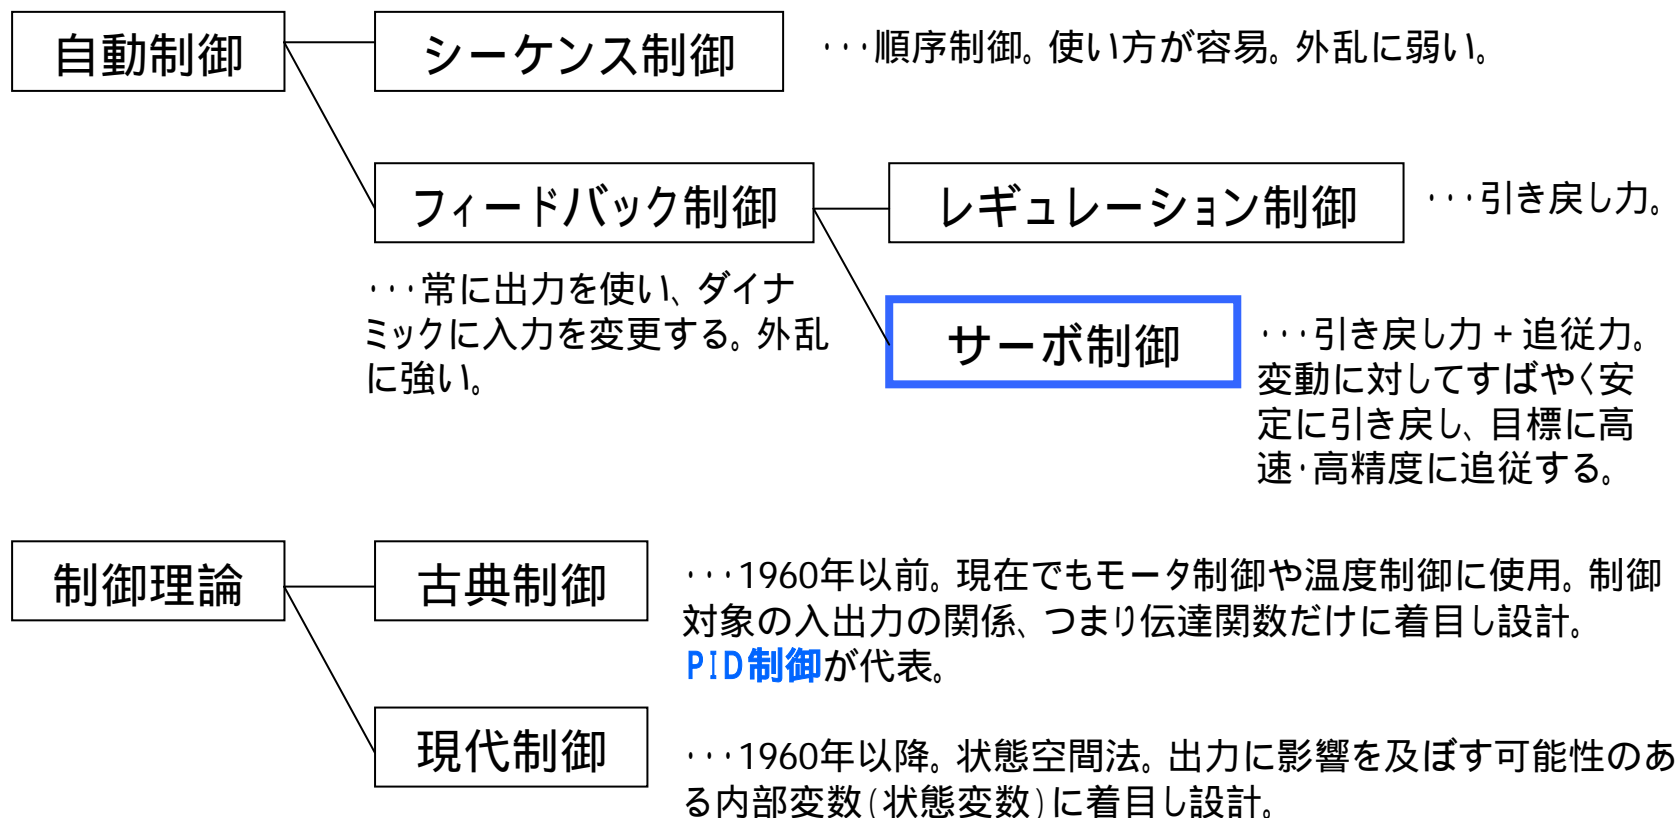 自動制御
シーケンス制御
・・・順序制御。使い方が容易。外乱に弱い。
フィードバック制御
・・・常に出力を使い、ダイナ
ミックに入力を変更する。外乱
に強い。
レギュレーション制御
・・・引き戻し力。
サーボ制御
・・・引き戻し力+追従力。
変動に対してすばやく安
定に引き戻し、目標に高
速・高精度に追従する。
制御理論
古典制御
・・・1960年以前。現在でもモータ制御や温度制御に使用。制御
対象の入出力の関係、つまり伝達関数だけに着目し設計。
PID制御が代表。
現代制御
・・・1960年以降。状態空間法。出力に影響を及ぼす可能性のあ
る内部変数(状態変数)に着目し設計。